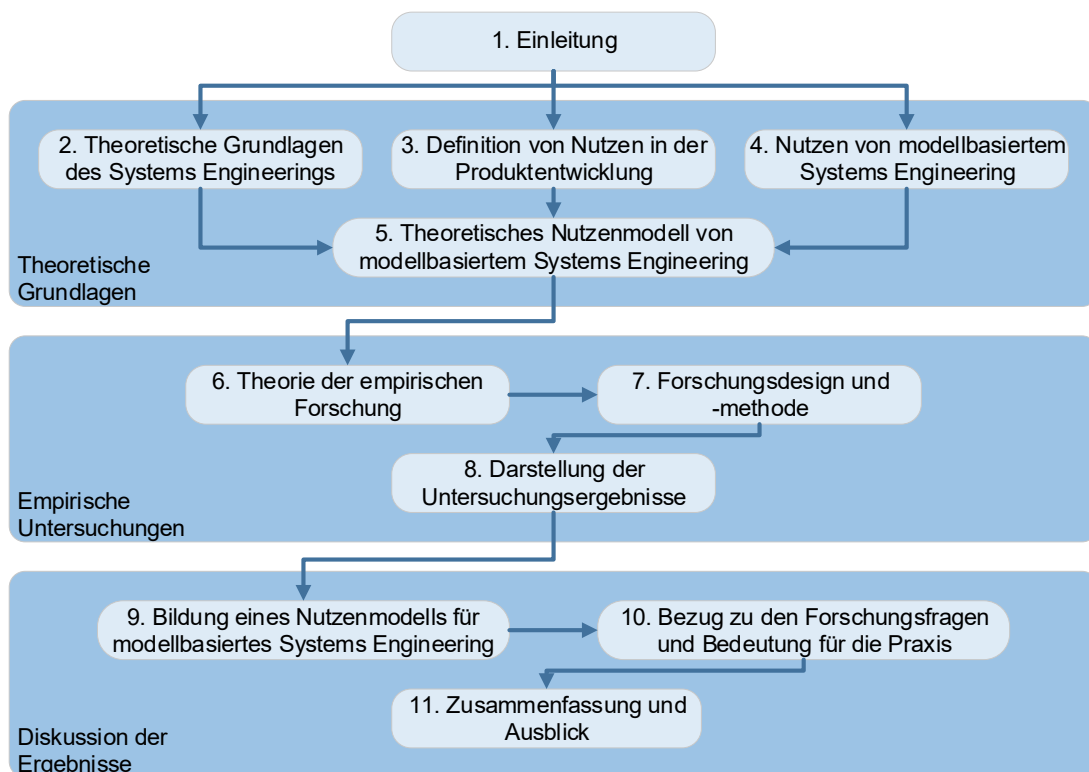 1. Einleitung
2. Theoretische Grundlagen
des Systems Engineerings
3. Definition von Nutzen in der
Produktentwicklung
4. Nutzen von modellbasiertem
Systems Engineering
5. Theoretisches Nutzenmodell von
modellbasiertem Systems Engineering
Theoretische
Grundlagen
6. Theorie der empirischen
Forschung
7. Forschungsdesign und
-methode
8. Darstellung der
Untersuchungsergebnisse
Empirische
Untersuchungen
9. Bildung eines Nutzenmodells für
modellbasiertes Systems Engineering
10. Bezug zu den Forschungsfragen
und Bedeutung für die Praxis
11. Zusammenfassung und
Ausblick
Diskussion der
Ergebnisse